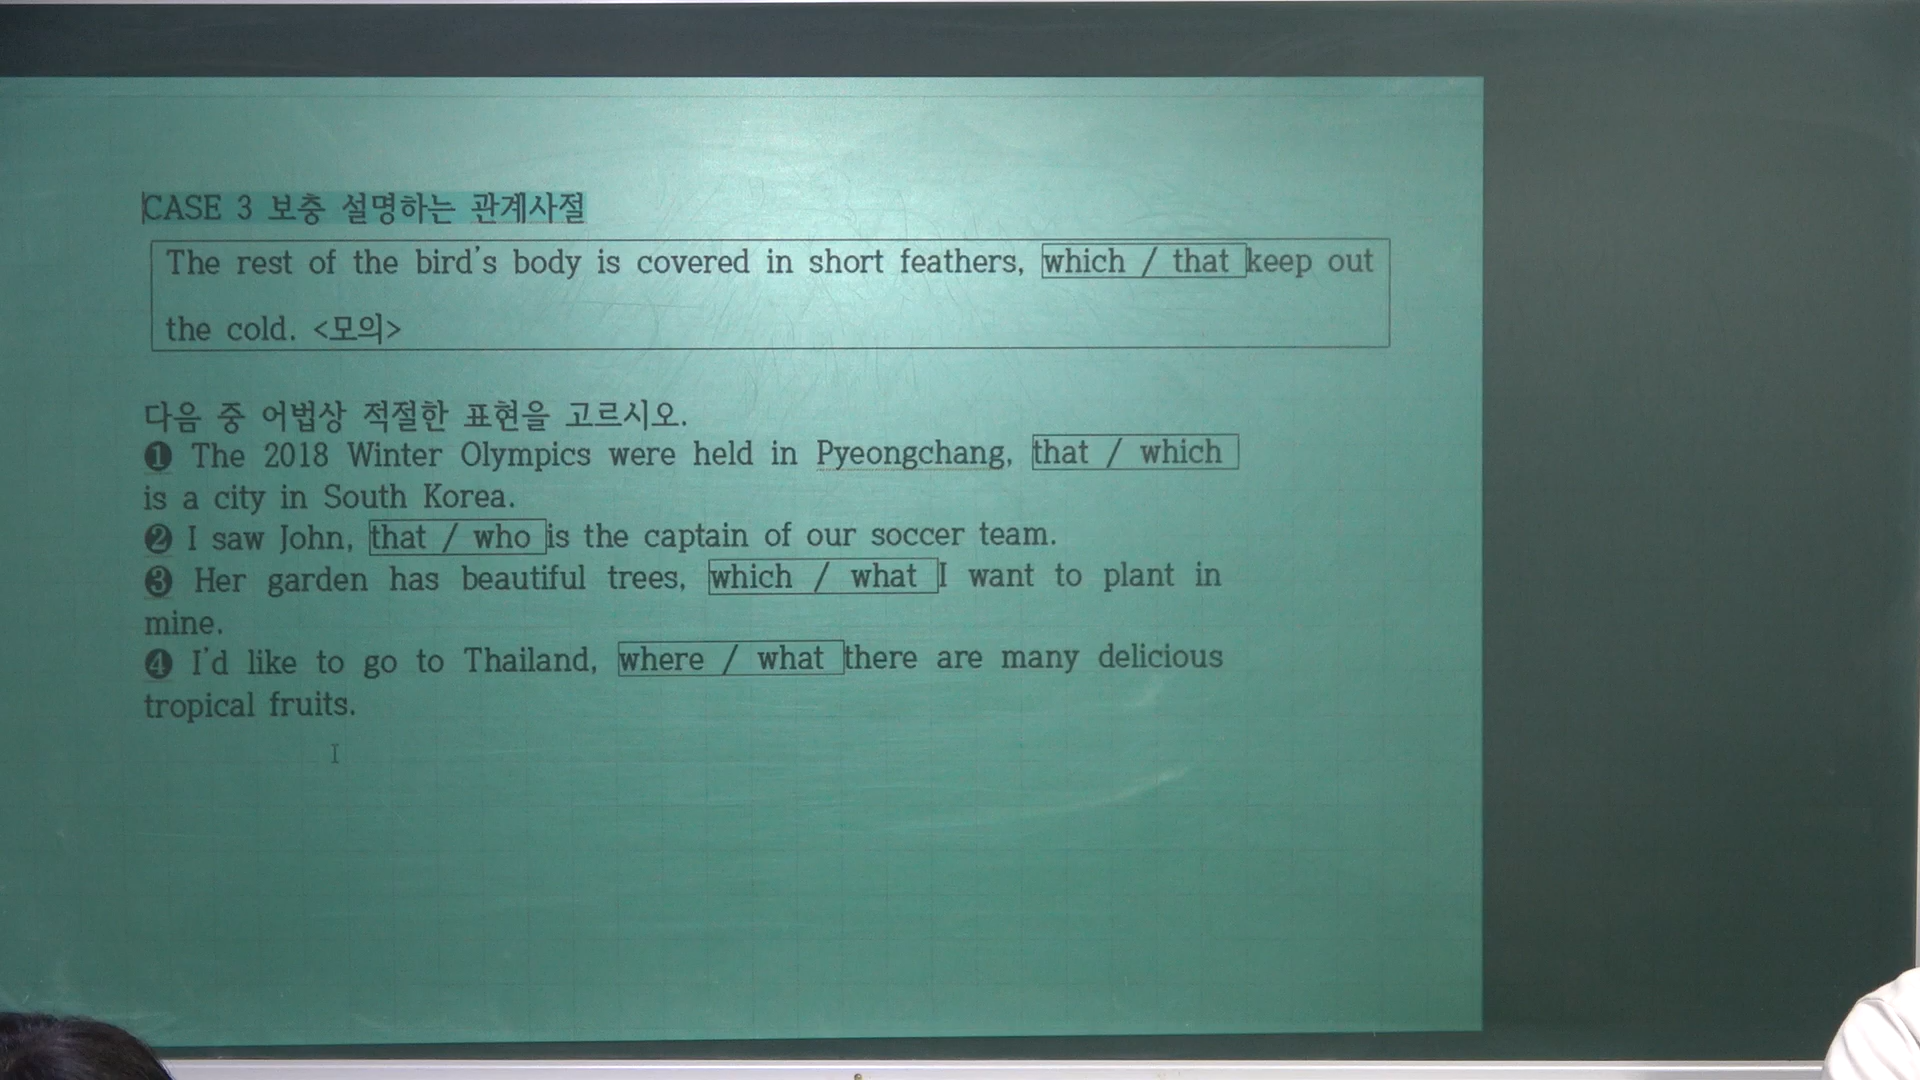 CASE 3 보충 설명하는 관계사절
The rest of the bird's body is covered in short feathers, which / that keep out
the cold. <모의>
다음 중 어법상 적절한 표현을 고르시오.
❶ The 2018 Winter Olympics were held in Pyeongchang, that / which
is a city in South Korea.
❷ I saw John, that / who is the captain of our soccer team.
❸ Her garden has beautiful trees, which / what I want to plant in
mine.
❹ I'd like to go to Thailand, where / what there are many delicious
tropical fruits.